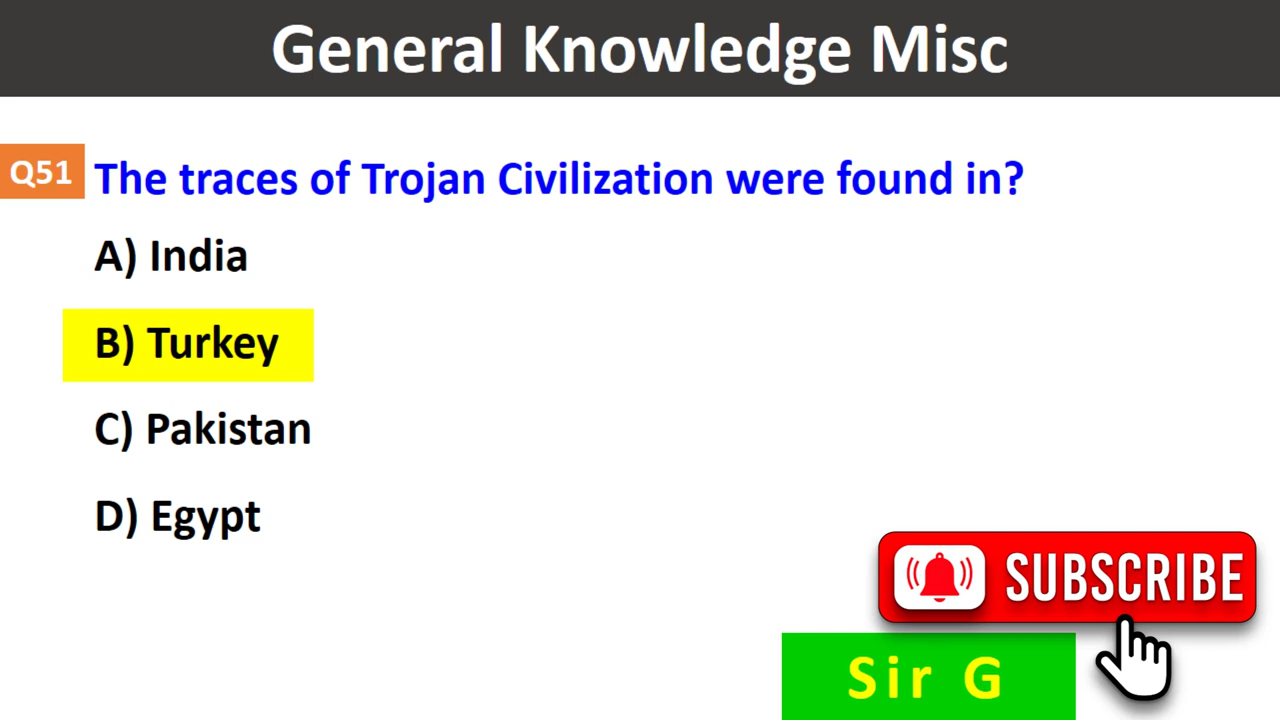 General Knowledge Misc
Q51 The traces of Trojan Civilization were found in?
A) India
B) Turkey
C) Pakistan
D) Egypt
SUBSCRIBE
Sir G